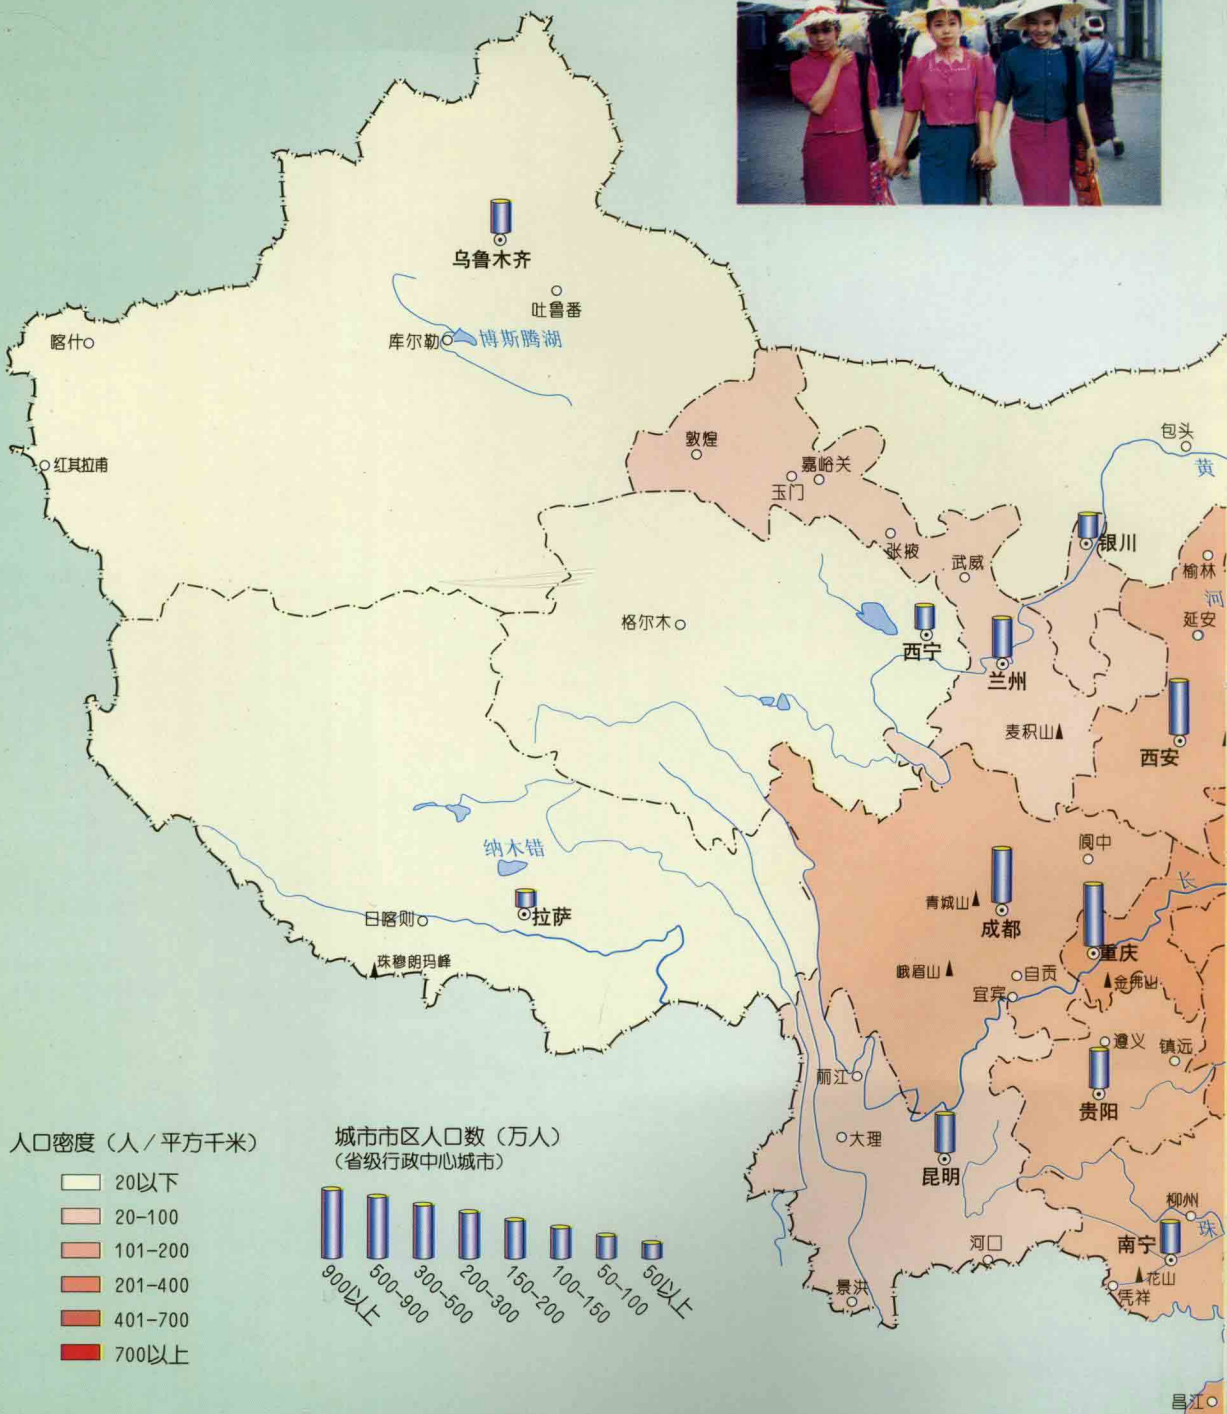 乌鲁木齐
吐鲁番
喀什
库尔勒
博斯腾湖
红其拉甫
敦煌
嘉峪关
玉门
包头
黄
张掖
武威
银川
榆林
河
延安
格尔木
西宁
兰州
麦积山
西安
阆中
纳木错
长
青城山
日喀则
拉萨
成都
重庆
珠穆朗玛峰
峨眉山
自贡
金佛山
宜宾
遵义
镇远
丽江
贵阳
大理
昆明
柳州
珠
南宁
河口
花山
景洪
凭祥
昌江
人口密度（人/平方千米）
20以下
20-100
101-200
201-400
401-700
700以上
城市市区人口数（万人）
（省级行政中心城市）
900以上
500-900
300-500
200-300
150-200
100-150
50-100
50以上